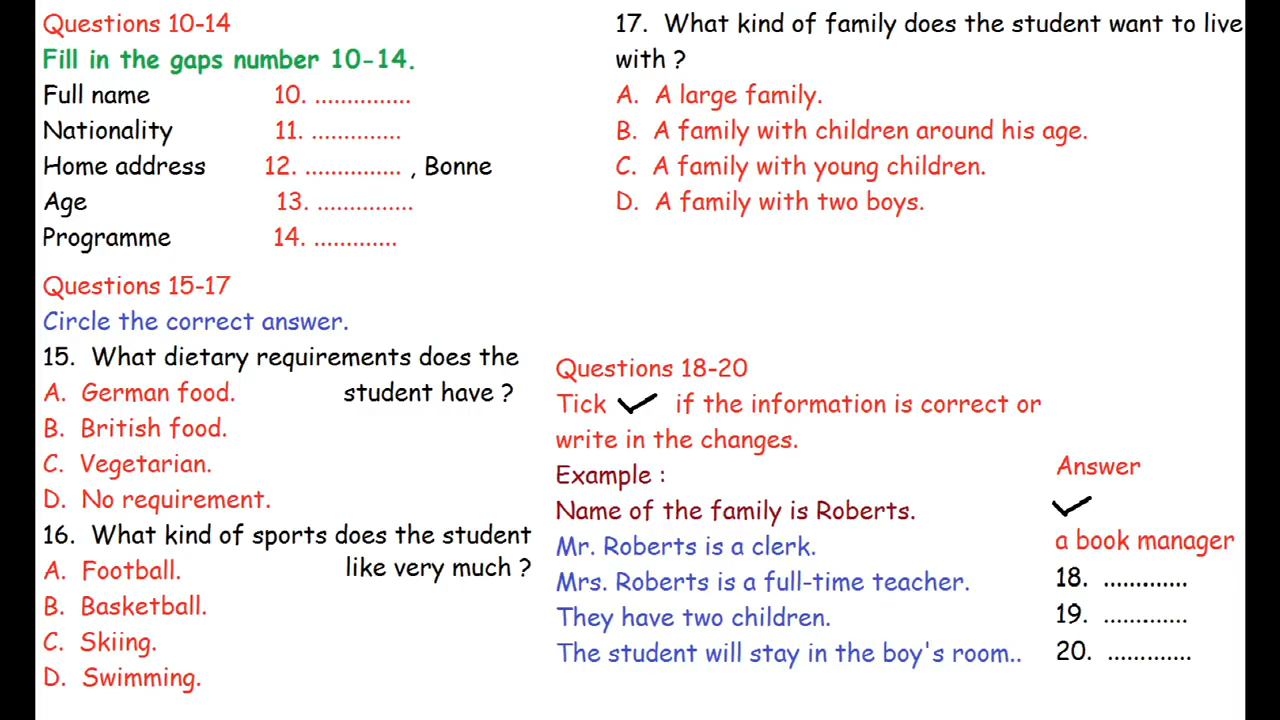 Questions 10-14
Fill in the gaps number 10-14.
Full name 10. ...............
Nationality 11. ..............
Home address 12. ............... , Bonne
Age 13. ...............
Programme 14. .............
Questions 15-17
Circle the correct answer.
15. What dietary requirements does the
student have ?
A. German food.
B. British food.
C. Vegetarian.
D. No requirement.
16. What kind of sports does the student
like very much ?
A. Football.
B. Basketball.
C. Skiing.
D. Swimming.
17. What kind of family does the student want to live
with ?
A. A large family.
B. A family with children around his age.
C. A family with young children.
D. A family with two boys.
Questions 18-20
Tick ✓ if the information is correct or
write in the changes.
Example :
Answer
Name of the family is Roberts. ✓
Mr. Roberts is a clerk. a book manager
Mrs. Roberts is a full-time teacher. 18. .............
They have two children. 19. .............
The student will stay in the boy's room.. 20. .............